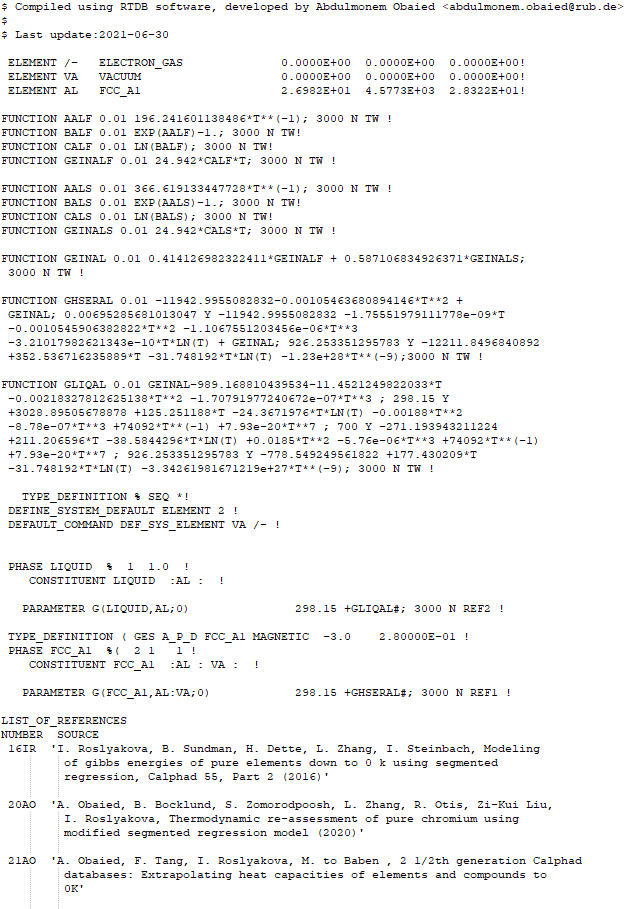 $ Compiled using RTDB software, developed by Abdulmonem Obaied <abdulmonem.obaied@rub.de>
$
$ Last update:2021-06-30
ELEMENT /- ELECTRON_GAS 0.0000E+00 0.0000E+00 0.0000E+00!
ELEMENT VA VACUUM 0.0000E+00 0.0000E+00 0.0000E+00!
ELEMENT AL FCC_A1 2.6982E+01 4.5773E+03 2.8322E+01!
FUNCTION AALF 0.01 196.241601138486*T**(-1); 3000 N TW !
FUNCTION BALF 0.01 EXP(AALF)-1.; 3000 N TW!
FUNCTION CALF 0.01 LN(BALF); 3000 N TW!
FUNCTION GEINALF 0.01 24.942*CALF*T; 3000 N TW !
FUNCTION AALS 0.01 366.619133447728*T**(-1); 3000 N TW !
FUNCTION BALS 0.01 EXP(AALS)-1.; 3000 N TW!
FUNCTION CALS 0.01 LN(BALS); 3000 N TW!
FUNCTION GEINALS 0.01 24.942*CALS*T; 3000 N TW !
FUNCTION GEINAL 0.01 0.414126982322411*GEINALF + 0.587106834926371*GEINALS;
3000 N TW !
FUNCTION GHSERAL 0.01 -11942.9955082832-0.00105463680894146*T**2 +
GEINAL; 0.00695285681013047 Y -11942.9955082832 -1.75551979111778e-09*T
-0.0010545906382822*T**2 -1.1067551203456e-06*T**3
-3.21017982621343e-10*T*LN(T) + GEINAL; 926.253351295783 Y -12211.8496840892
+352.536716235889*T -31.748192*T*LN(T) -1.23e+28*T**(-9);3000 N TW !
FUNCTION GLIQAL 0.01 GEINAL-989.168810439534-11.4521249822033*T
-0.00218327812625138*T**2 -1.70791977240672e-07*T**3 ; 298.15 Y
+3028.89505678878 +125.251188*T -24.3671976*T*LN(T) -0.00188*T**2
-8.78e-07*T**3 +74092*T**(-1) +7.93e-20*T**7 ; 700 Y -271.193943211224
+211.206596*T -38.5844296*T*LN(T) +0.0185*T**2 -5.76e-06*T**3 +74092*T**(-1)
+7.93e-20*T**7 ; 926.253351295783 Y -778.549249561822 +177.430209*T
-31.748192*T*LN(T) -3.34261981671219e+27*T**(-9); 3000 N TW !
TYPE_DEFINITION % SEQ *!
DEFINE_SYSTEM_DEFAULT ELEMENT 2 !
DEFAULT_COMMAND DEF_SYS_ELEMENT VA /- !
PHASE LIQUID % 1 1.0 !
CONSTITUENT LIQUID :AL : !
PARAMETER G(LIQUID,AL;0) 298.15 +GLIQAL#; 3000 N REF2 !
TYPE_DEFINITION ( GES A_P_D FCC_A1 MAGNETIC -3.0 2.80000E-01 !
PHASE FCC_A1 %( 2 1 1 !
CONSTITUENT FCC_A1 :AL : VA : !
PARAMETER G(FCC_A1,AL:VA;0) 298.15 +GHSERAL#; 3000 N REF1 !
LIST_OF_REFERENCES
NUMBER SOURCE
16IR 'I. Roslyakova, B. Sundman, H. Dette, L. Zhang, I. Steinbach, Modeling
of gibbs energies of pure elements down to 0 k using segmented
regression, Calphad 55, Part 2 (2016)'
20AO 'A. Obaied, B. Bocklund, S. Zomorodpoosh, L. Zhang, R. Otis, Zi-Kui Liu,
I. Roslyakova, Thermodynamic re-assessment of pure chromium using
modified segmented regression model (2020)'
21AO 'A. Obaied, F. Tang, I. Roslyakova, M. to Baben , 2 1/2th generation Calphad
databases: Extrapolating heat capacities of elements and compounds to
0K'